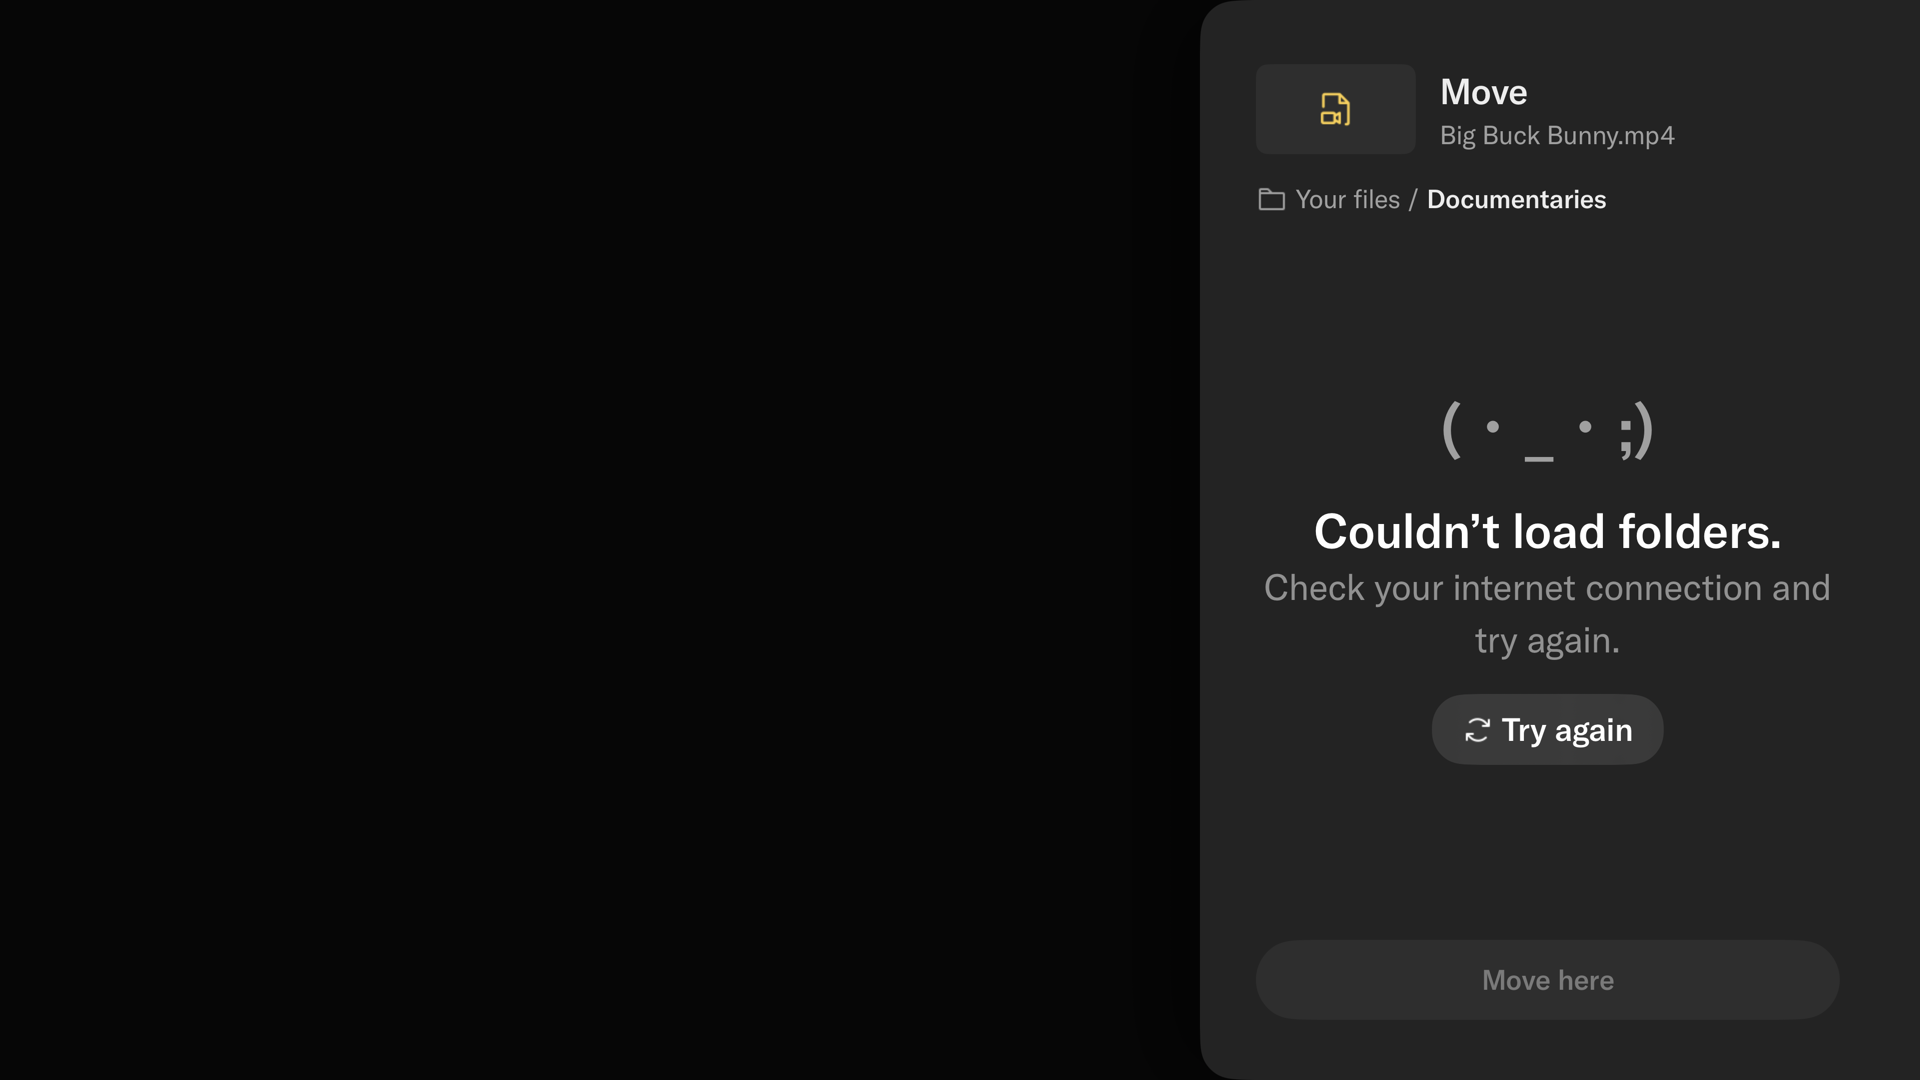 Move
Big Buck Bunny.mp4
Your files / Documentaries
(・_・;)
Couldn’t load folders.
Check your internet connection and
try again.
Try again
Move here